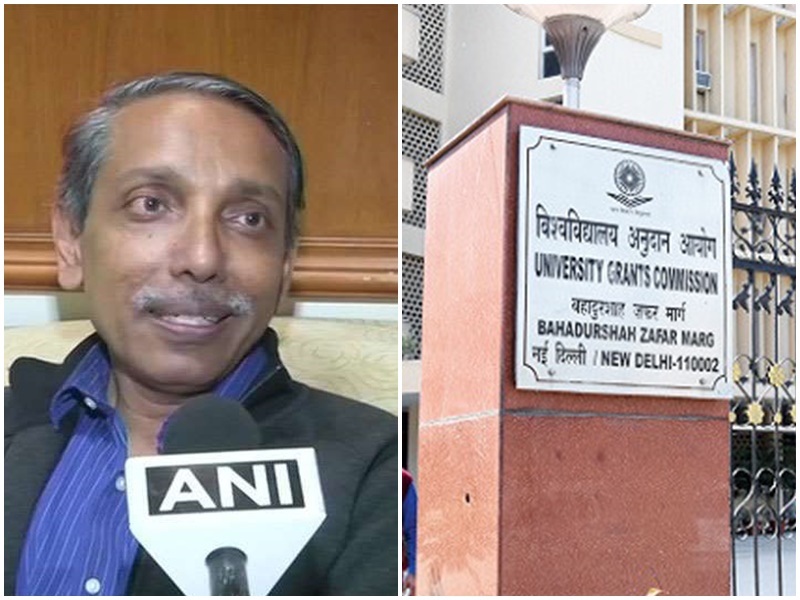 ANI
विश्वविद्यालय अनुदान आयोग
UNIVERSITY GRANTS COMMISSION
बहादुरशाह ज़फर मार्ग
BAHADURSHAH ZAFAR MARG
नई दिल्ली / NEW DELHI-110002